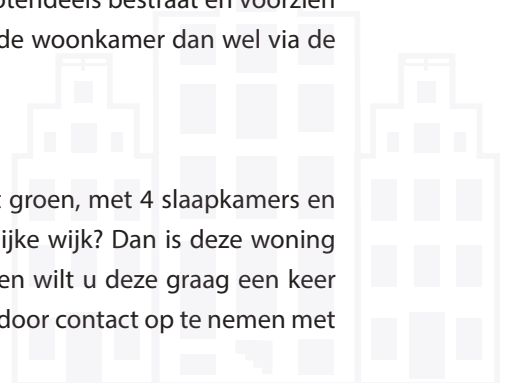 grotendeels bestraat en voorzien
de woonkamer dan wel via de
groen, met 4 slaapkamers en
ijke wijk? Dan is deze woning
en wilt u deze graag een keer
door contact op te nemen met